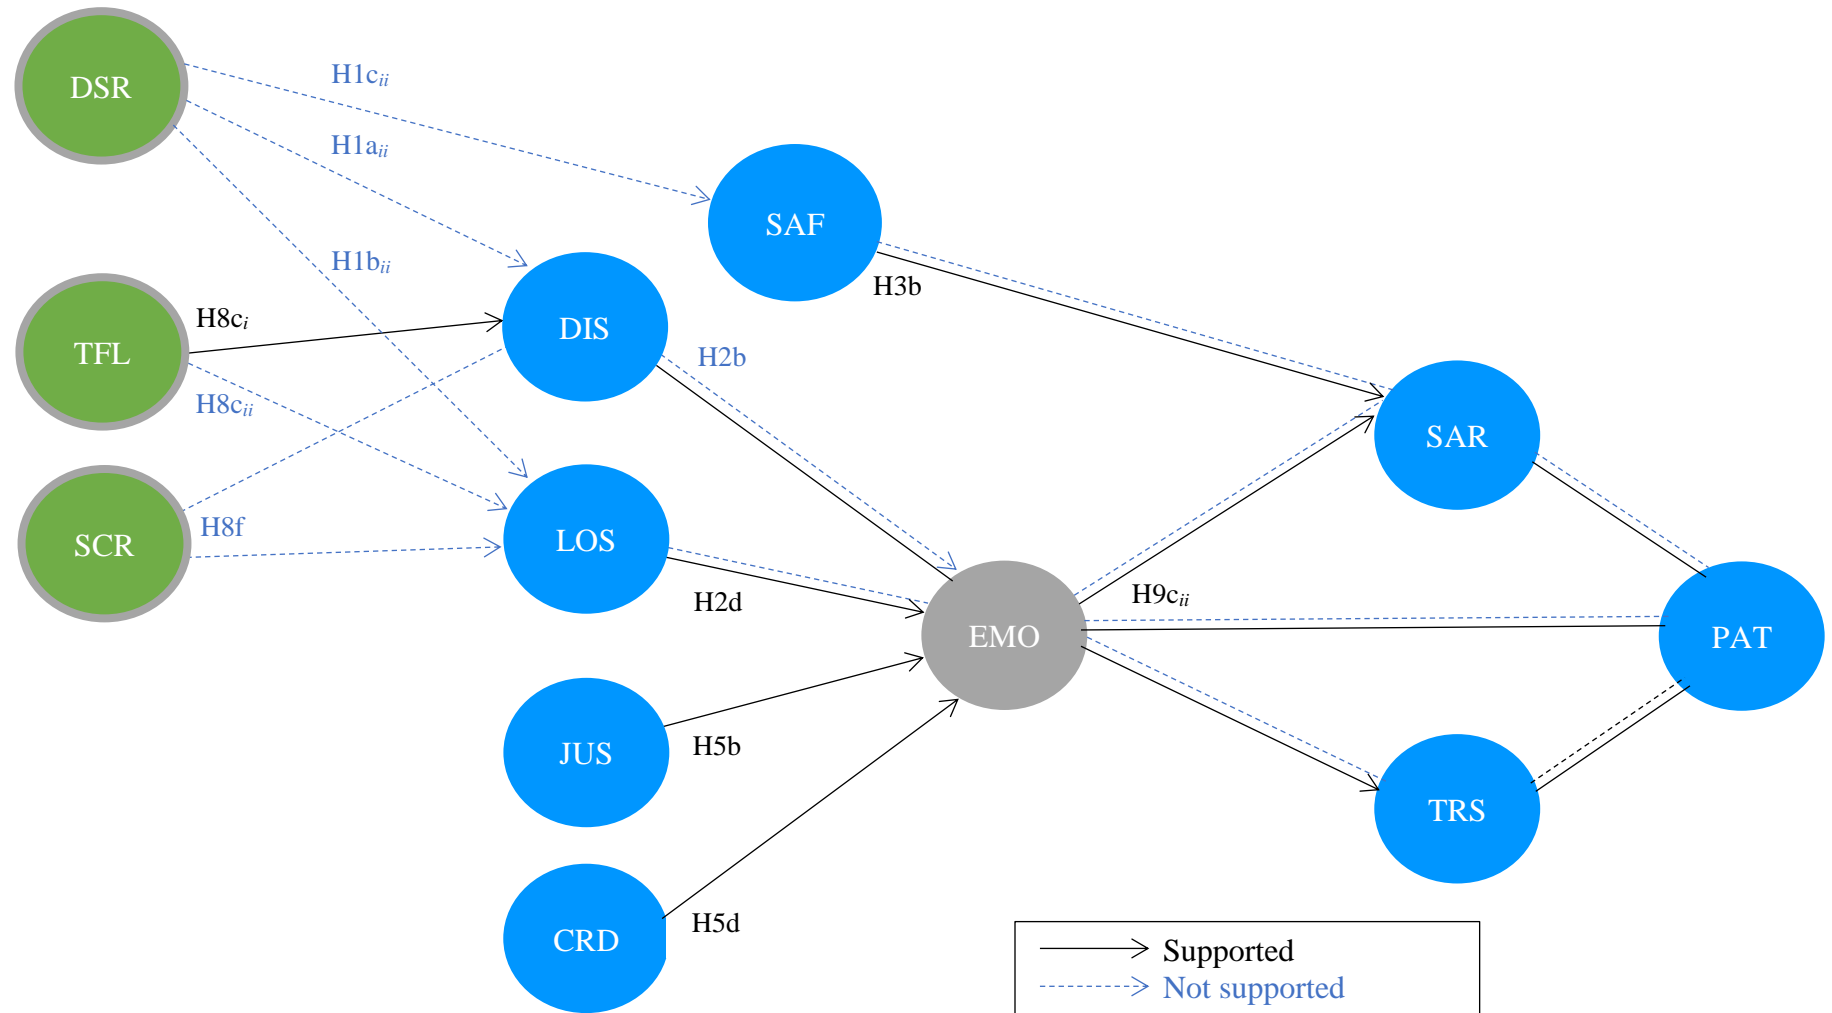 DSR
H1cii
H1aii
H1bii
SAF
H3b
TFL
H8ci
H8cii
DIS
H2b
SAR
SCR
H8f
LOS
H2d
EMO
H9cii
PAT
JUS
H5b
TRS
CRD
H5d
Supported
Not supported